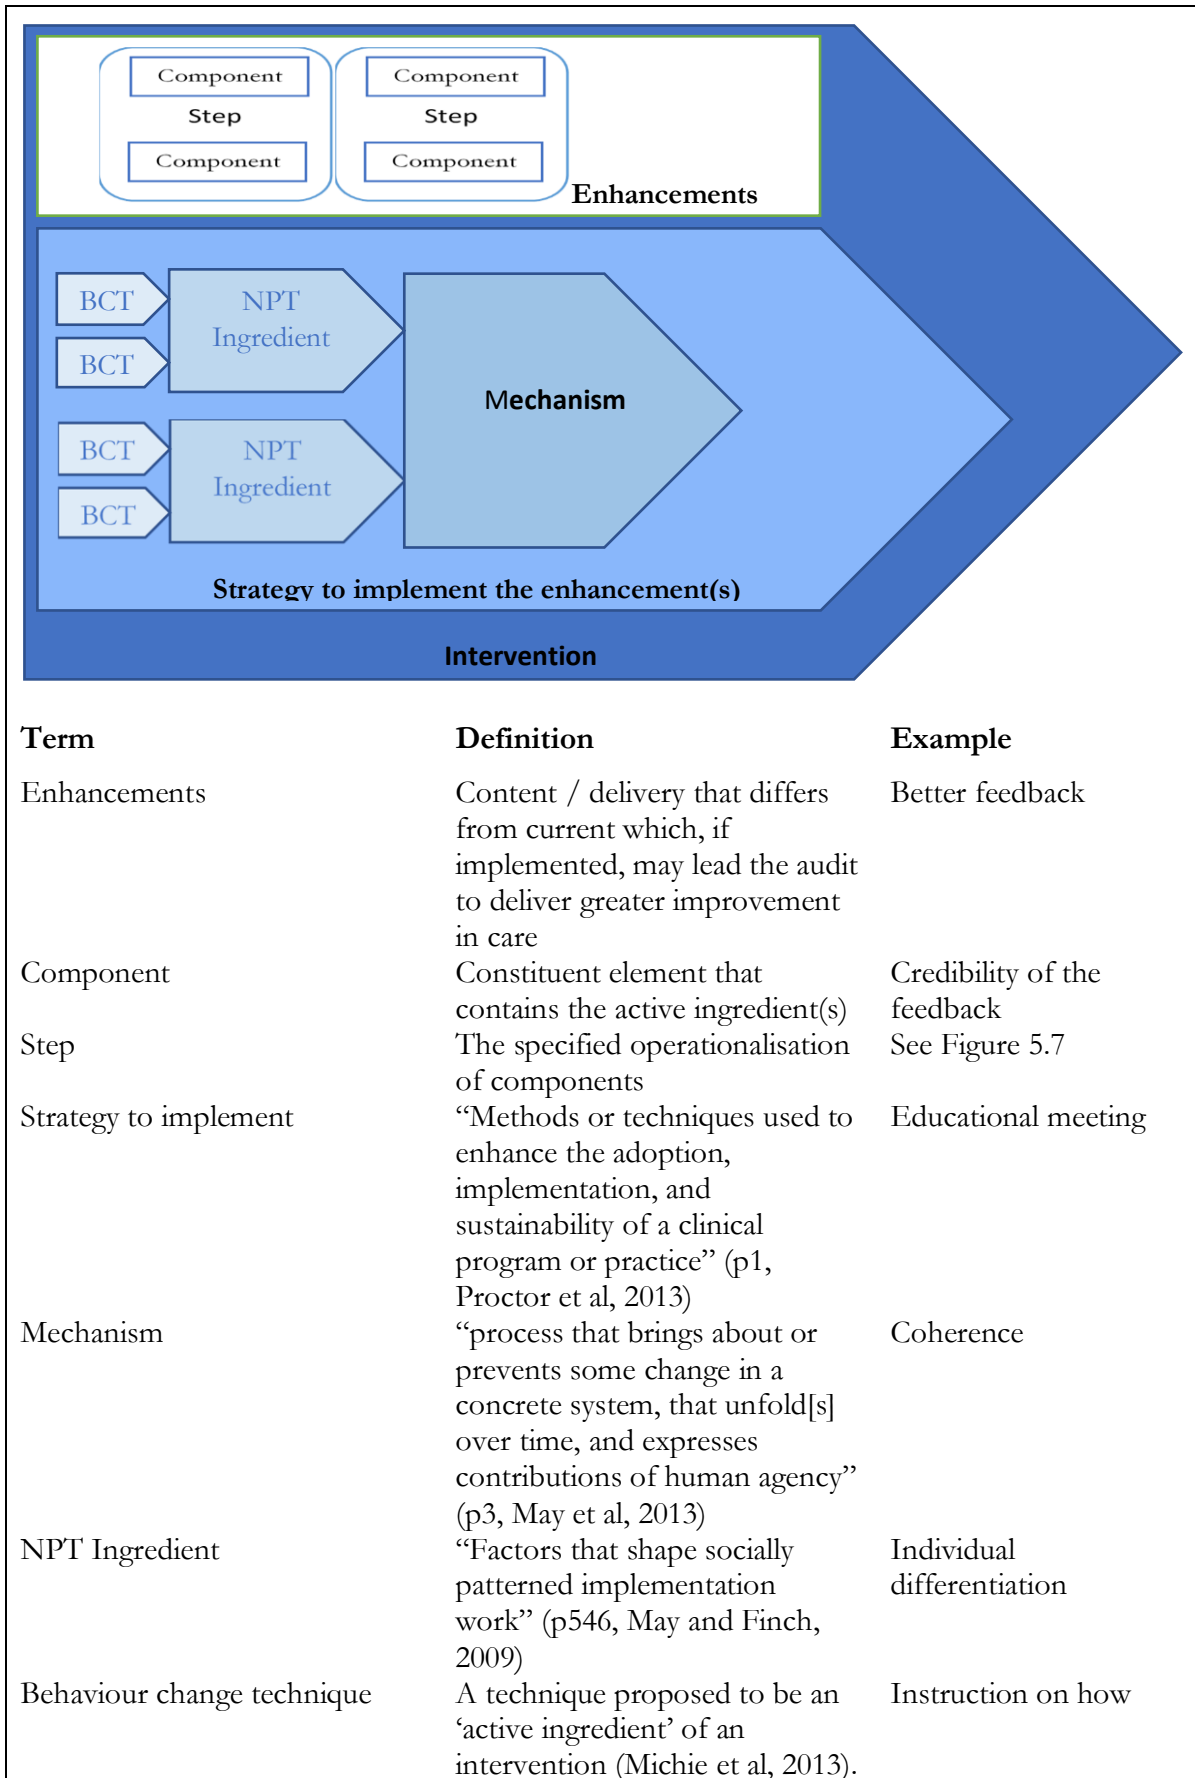 Component Component
Step Step
Component Component
Enhancements
BCT
NPT
Ingredient
BCT
Mechanism
BCT
NPT
Ingredient
BCT
Strategy to implement the enhancement(s)
Intervention
Term Definition Example
Enhancements Content / delivery that differs Better feedback
from current which, if
implemented, may lead the audit
to deliver greater improvement
in care
Component Constituent element that Credibility of the
contains the active ingredient(s) feedback
Step The specified operationalisation See Figure 5.7
of components
Strategy to implement “Methods or techniques used to Educational meeting
enhance the adoption,
implementation, and
sustainability of a clinical
program or practice” (p1,
Proctor et al, 2013)
Mechanism “process that brings about or Coherence
prevents some change in a
concrete system, that unfold[s]
over time, and expresses
contributions of human agency”
(p3, May et al, 2013)
NPT Ingredient “Factors that shape socially Individual
patterned implementation differentiation
work” (p546, May and Finch,
2009)
Behaviour change technique A technique proposed to be an Instruction on how
‘active ingredient’ of an
intervention (Michie et al, 2013).